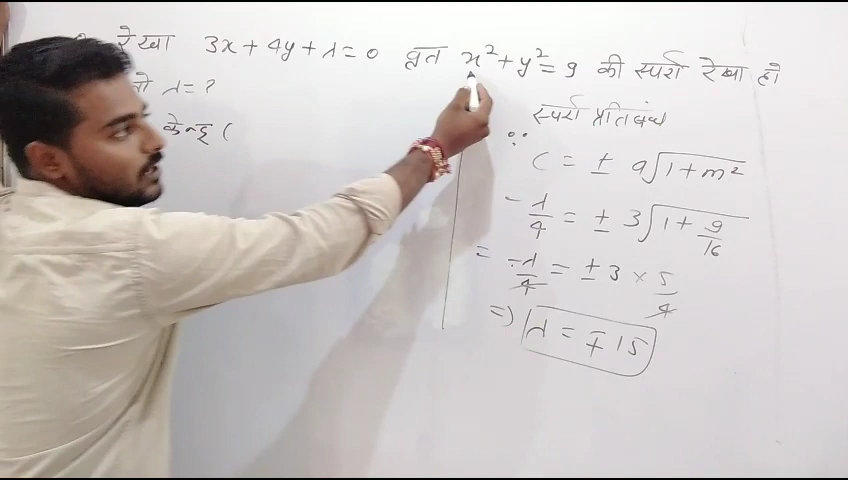 रेखा 3x + 4y + λ = 0 वृत x² + y² = 9 की स्पर्श रेखा हो
तो λ = ?
केन्द्र (
स्पर्श प्रतिबंध
∵ C = ± a√1 + m²
- λ/4 = ± 3√1 + 9/16
= - λ/4 = ± 3 × 5/4
=> λ = ∓ 15